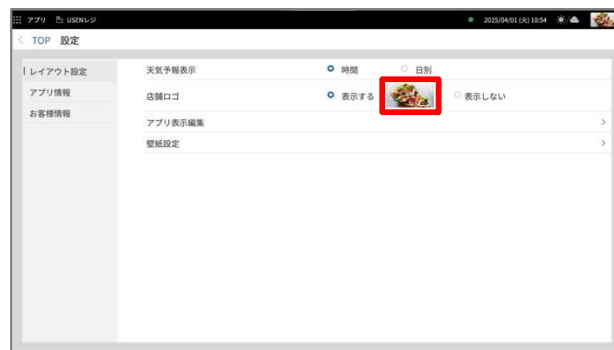 アプリ USENレジ 2025/04/01 (火) 10:54
TOP 設定
レイアウト設定
アプリ情報
お客様情報
天気予報表示 時間 日別
店舗ロゴ 表示する 表示しない
アプリ表示編集
壁紙設定